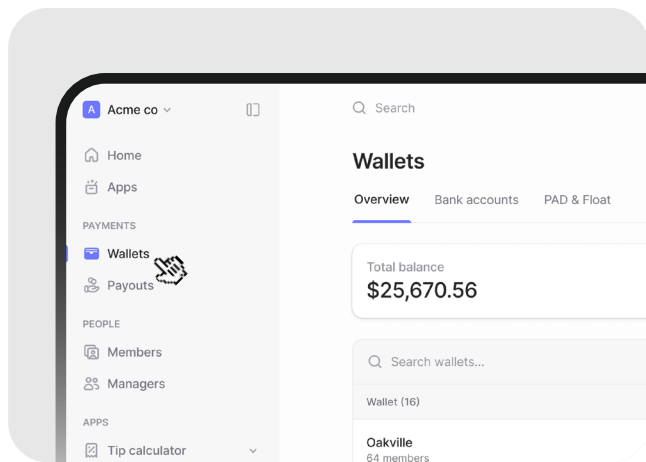 A Acme co
Search
Home
Wallets
Apps
Overview Bank accounts PAD & Float
PAYMENTS
Wallets
Payouts
Total balance
$25,670.56
PEOPLE
Members
Managers
Search wallets...
Wallet (16)
APPS
Tip calculator
Oakville
64 members